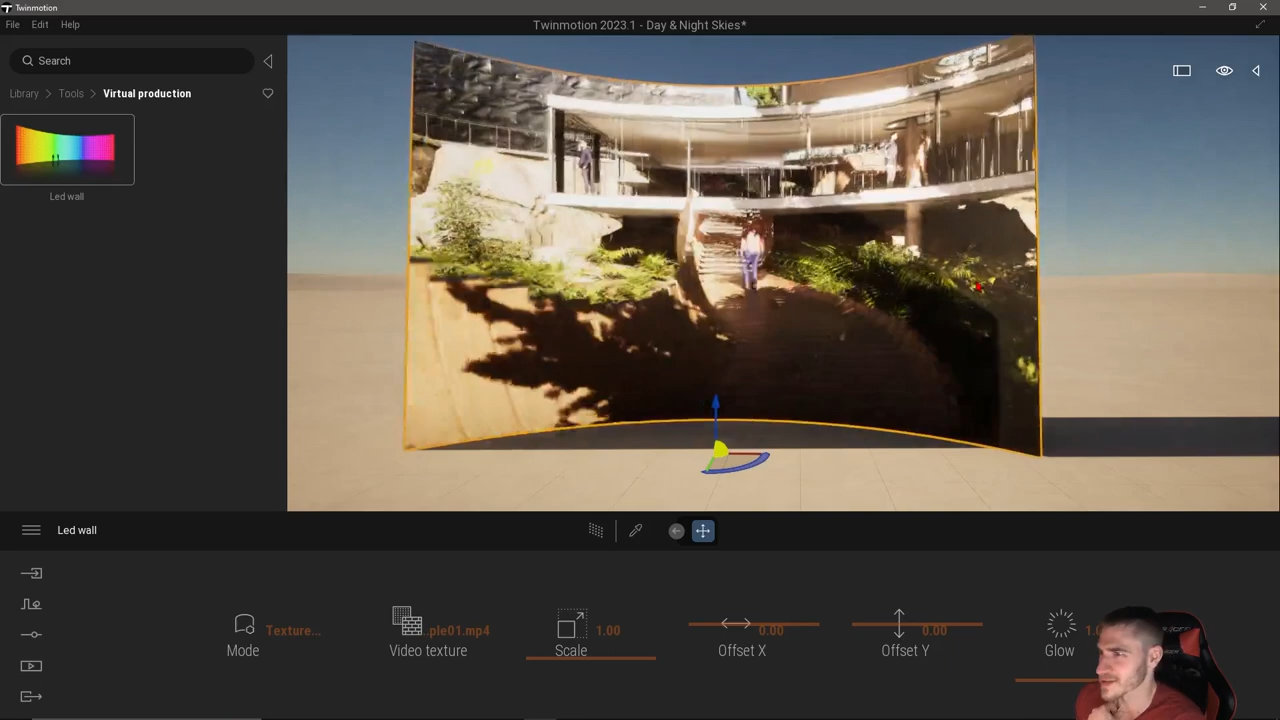 Twinmotion
File Edit Help
Twinmotion 2023.1 - Day & Night Skies*
Search
Library Tools Virtual production
Led wall
Led wall
Texture...
..ple01.mp4
1.00
0.00
0.00
Mode
Video texture
Scale
Offset X
Offset Y
Glow